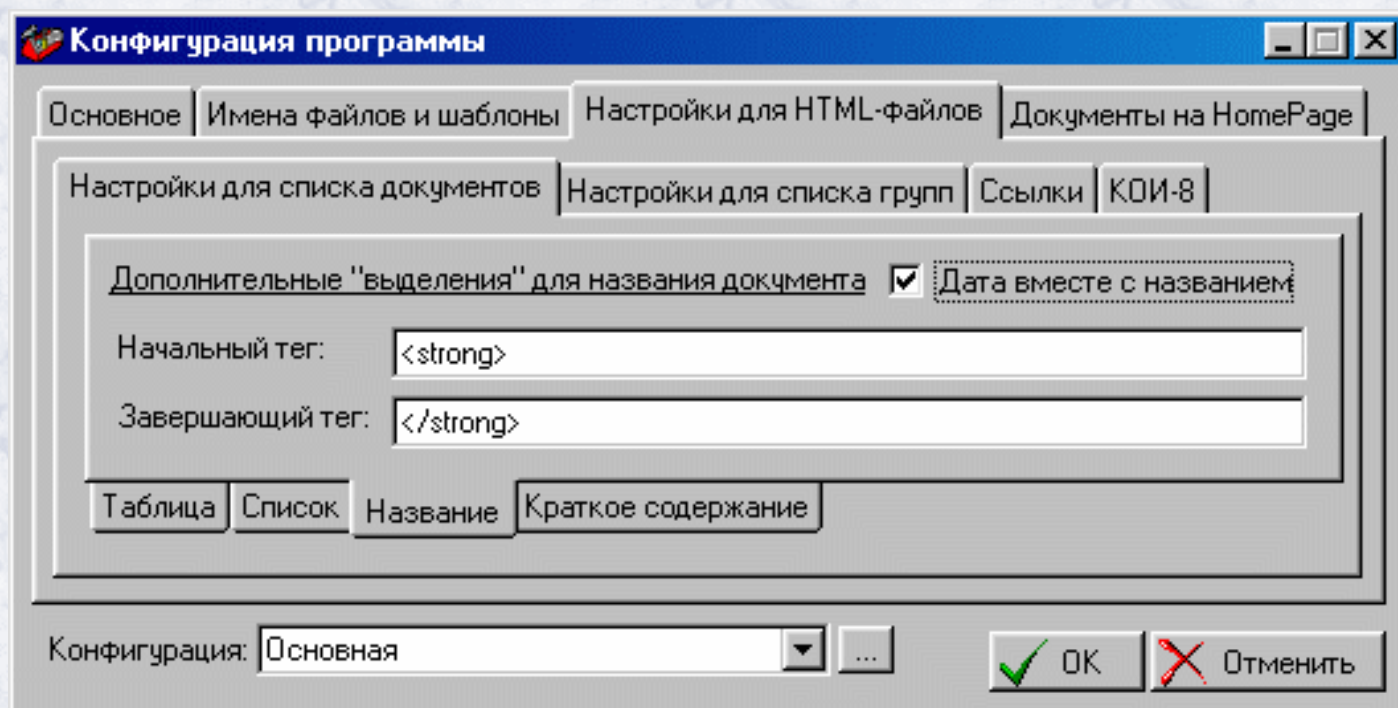 Конфигурация программы
Основное Имена файлов и шаблоны Настройки для HTML-файлов Документы на HomePage
Настройки для списка документов Настройки для списка групп Ссылки КОИ-8
Дополнительные "выделения" для названия документа Дата вместе с названием
Начальный тег: <strong>
Завершающий тег: </strong>
Таблица Список Название Краткое содержание
Конфигурация: Основная ... OK Отменить